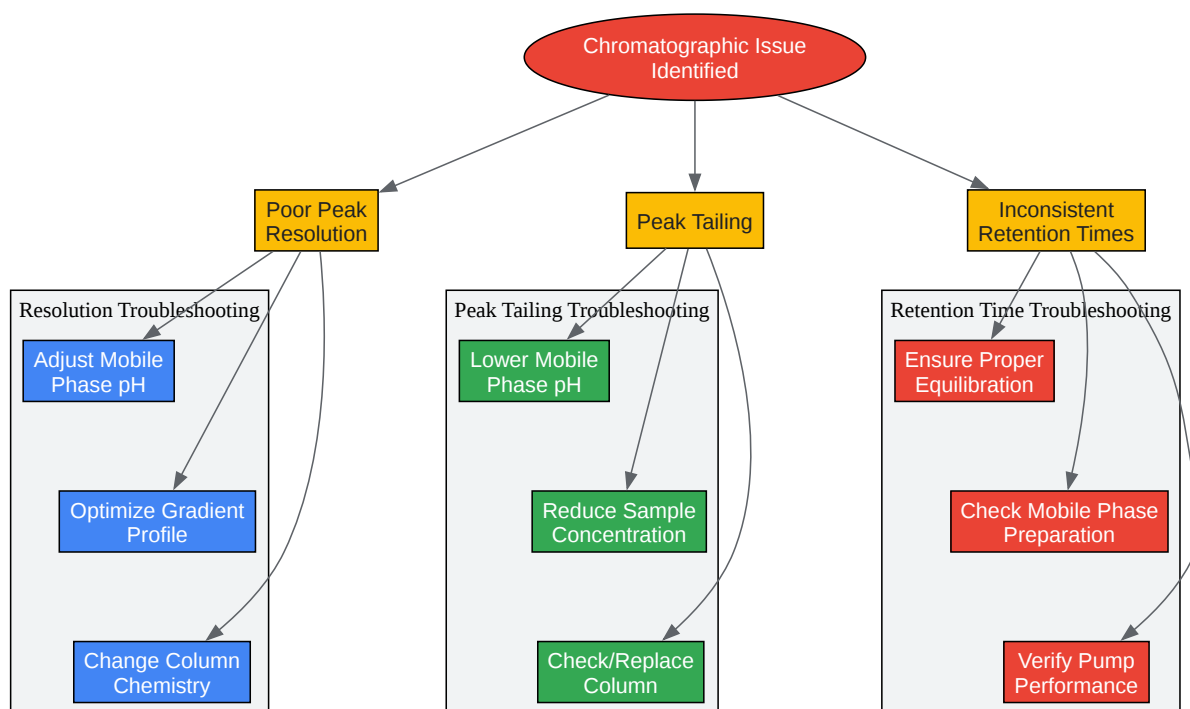 Chromatographic Issue
Identified
Poor Peak
Resolution
Peak Tailing
Inconsistent
Retention Times
Resolution Troubleshooting
Adjust Mobile
Phase pH
Optimize Gradient
Profile
Change Column
Chemistry
Peak Tailing Troubleshooting
Lower Mobile
Phase pH
Reduce Sample
Concentration
Check/Replace
Column
Retention Time Troubleshooting
Ensure Proper
Equilibration
Check Mobile Phase
Preparation
Verify Pump
Performance